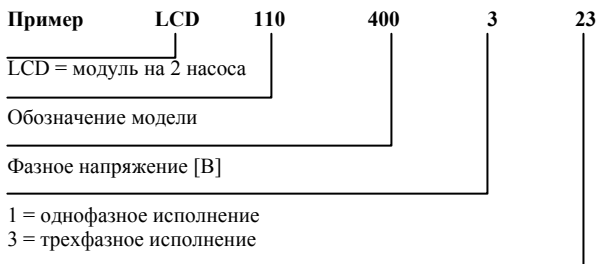 Пример LCD 110 400 3 23
LCD = модуль на 2 насоса
Обозначение модели
Фазное напряжение [В]
1 = однофазное исполнение
3 = трехфазное исполнение